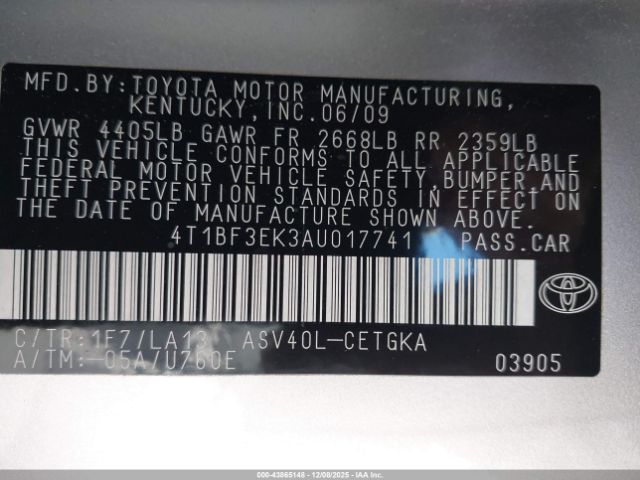 MFD.BY:TOYOTA MOTOR MANUFACTURING,
KENTUCKY,INC.06/09
GVWR 4405LB GAWR FR 2668LB RR 2359LB
THIS VEHICLE CONFORMS TO ALL APPLICABLE
FEDERAL MOTOR VEHICLE SAFETY,BUMPER,AND
THEFT PREVENTION STANDARDS IN EFFECT ON
THE DATE OF MANUFACTURE SHOWN ABOVE.
4T1BF3EK3AU017741 PASS.CAR
C/TR:1F7/LA13 ASV40L-CETGKA
A/TM:-05A/U760E 03905
000-43865148 - 12/08/2025 - IAAI COPYRIGHT